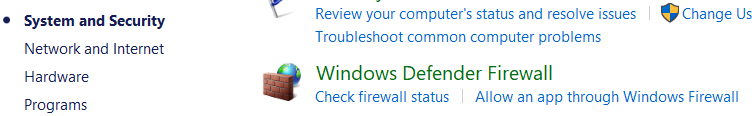 System and Security
Network and Internet
Hardware
Programs
Review your computer's status and resolve issues
Change Us
Troubleshoot common computer problems
Windows Defender Firewall
Check firewall status
Allow an app through Windows Firewall